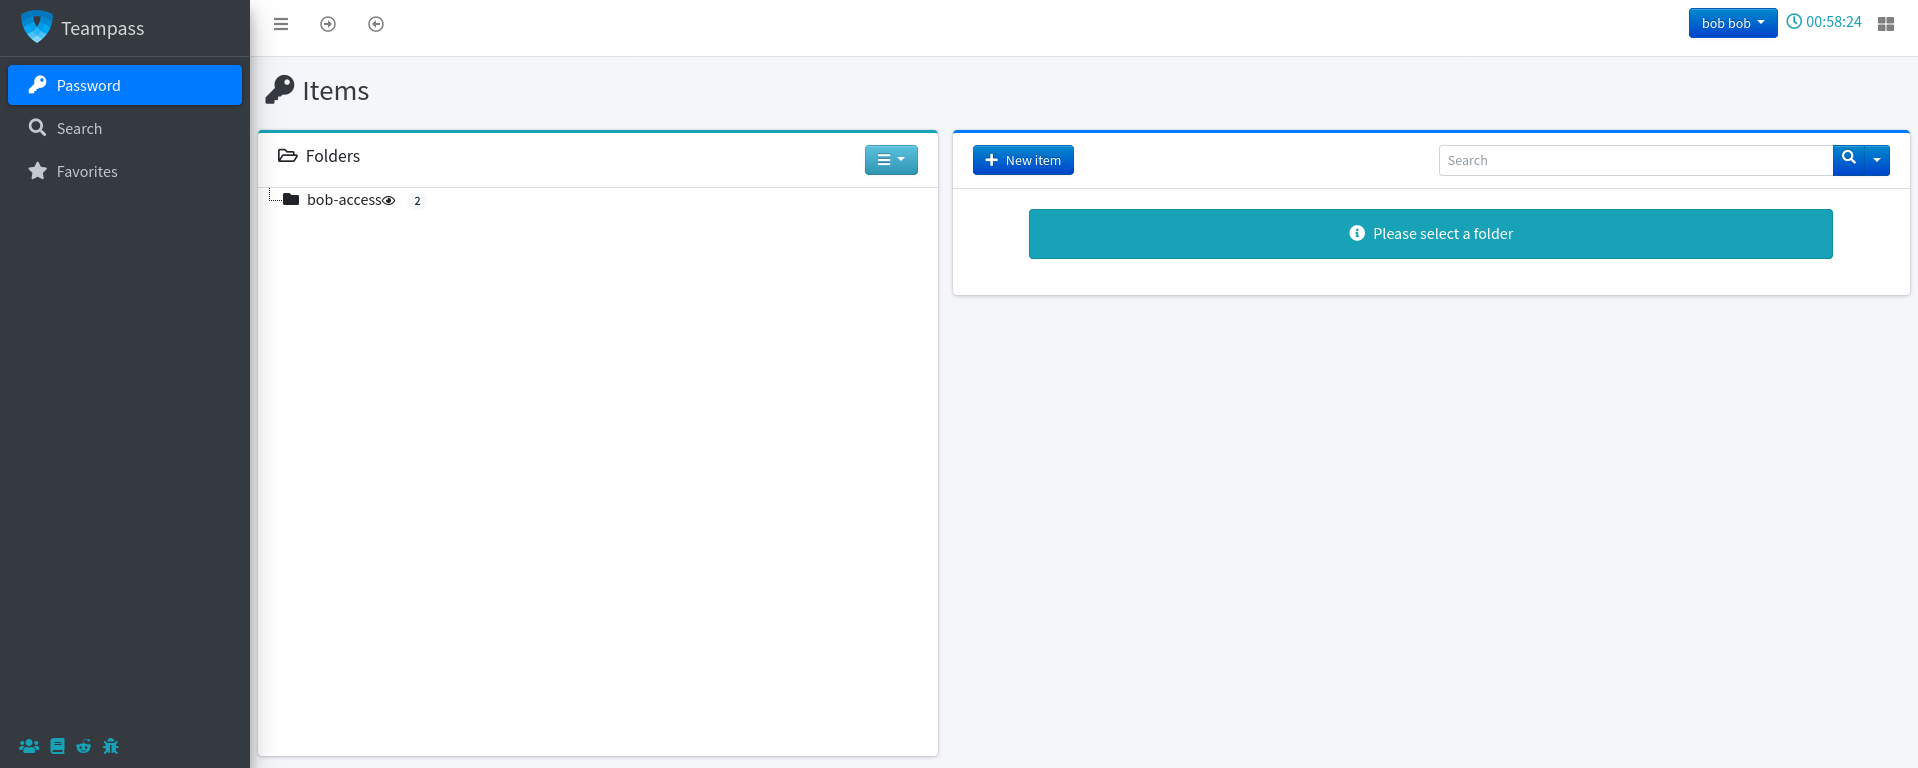 Teampass
bob bob
00:58:24
Password
Search
Favorites
Items
Folders
bob-access 2
New item
Search
Please select a folder